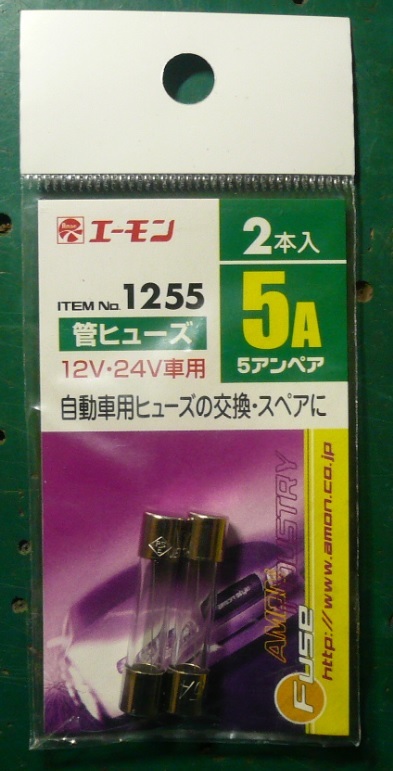 エーモン
2本入
ITEM No. 1255
5A
管ヒューズ
5アンペア
12V・24V車用
自動車用ヒューズの交換・スペアに
AMON INDUSTRY
Fuse
http://www.amon.co.jp